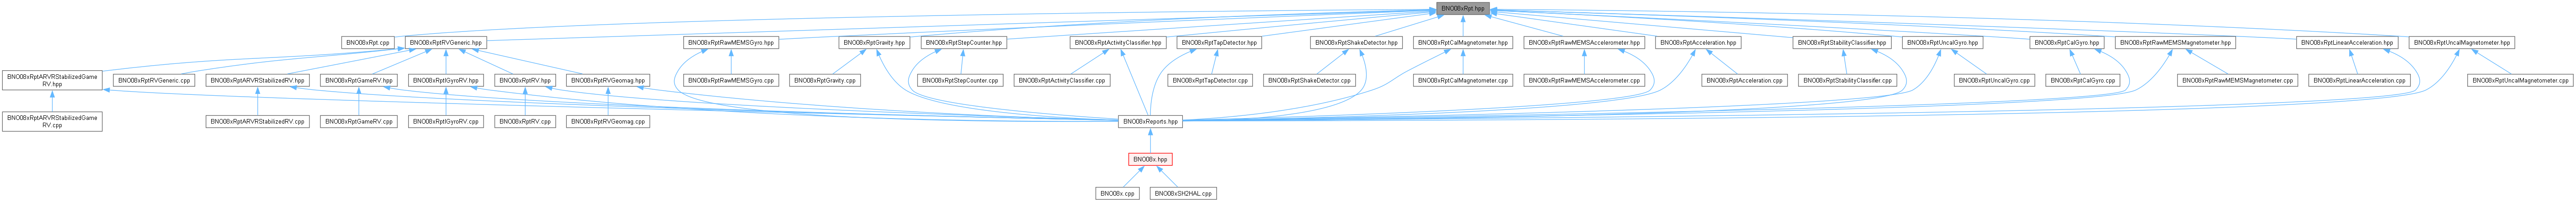 BNO08xRpt.hpp
BNO08xRpt.cpp
BNO08xRptRVGeneric.hpp
BNO08xRptRawMEMSGyro.hpp
BNO08xRptGravity.hpp
BNO08xRptStepCounter.hpp
BNO08xRptActivityClassifier.hpp
BNO08xRptTapDetector.hpp
BNO08xRptShakeDetector.hpp
BNO08xRptCalMagnetometer.hpp
BNO08xRptRawMEMSAccelerometer.hpp
BNO08xRptAcceleration.hpp
BNO08xRptStabilityClassifier.hpp
BNO08xRptUncalGyro.hpp
BNO08xRptCalGyro.hpp
BNO08xRptRawMEMSMagnetometer.hpp
BNO08xRptLinearAcceleration.hpp
BNO08xRptUncalMagnetometer.hpp
BNO08xRptARVRStabilizedGame
RV.hpp
BNO08xRptRVGeneric.cpp
BNO08xRptARVRStabilizedRV.hpp
BNO08xRptGameRV.hpp
BNO08xRptIGyroRV.hpp
BNO08xRptRV.hpp
BNO08xRptRVGeomag.hpp
BNO08xRptRawMEMSGyro.cpp
BNO08xRptGravity.cpp
BNO08xRptStepCounter.cpp
BNO08xRptActivityClassifier.cpp
BNO08xRptTapDetector.cpp
BNO08xRptShakeDetector.cpp
BNO08xRptCalMagnetometer.cpp
BNO08xRptRawMEMSAccelerometer.cpp
BNO08xRptAcceleration.cpp
BNO08xRptStabilityClassifier.cpp
BNO08xRptUncalGyro.cpp
BNO08xRptCalGyro.cpp
BNO08xRptRawMEMSMagnetometer.cpp
BNO08xRptLinearAcceleration.cpp
BNO08xRptUncalMagnetometer.cpp
BNO08xRptARVRStabilizedGame
RV.cpp
BNO08xRptARVRStabilizedRV.cpp
BNO08xRptGameRV.cpp
BNO08xRptIGyroRV.cpp
BNO08xRptRV.cpp
BNO08xRptRVGeomag.cpp
BNO08xReports.hpp
BNO08x.hpp
BNO08x.cpp
BNO08xSH2HAL.cpp